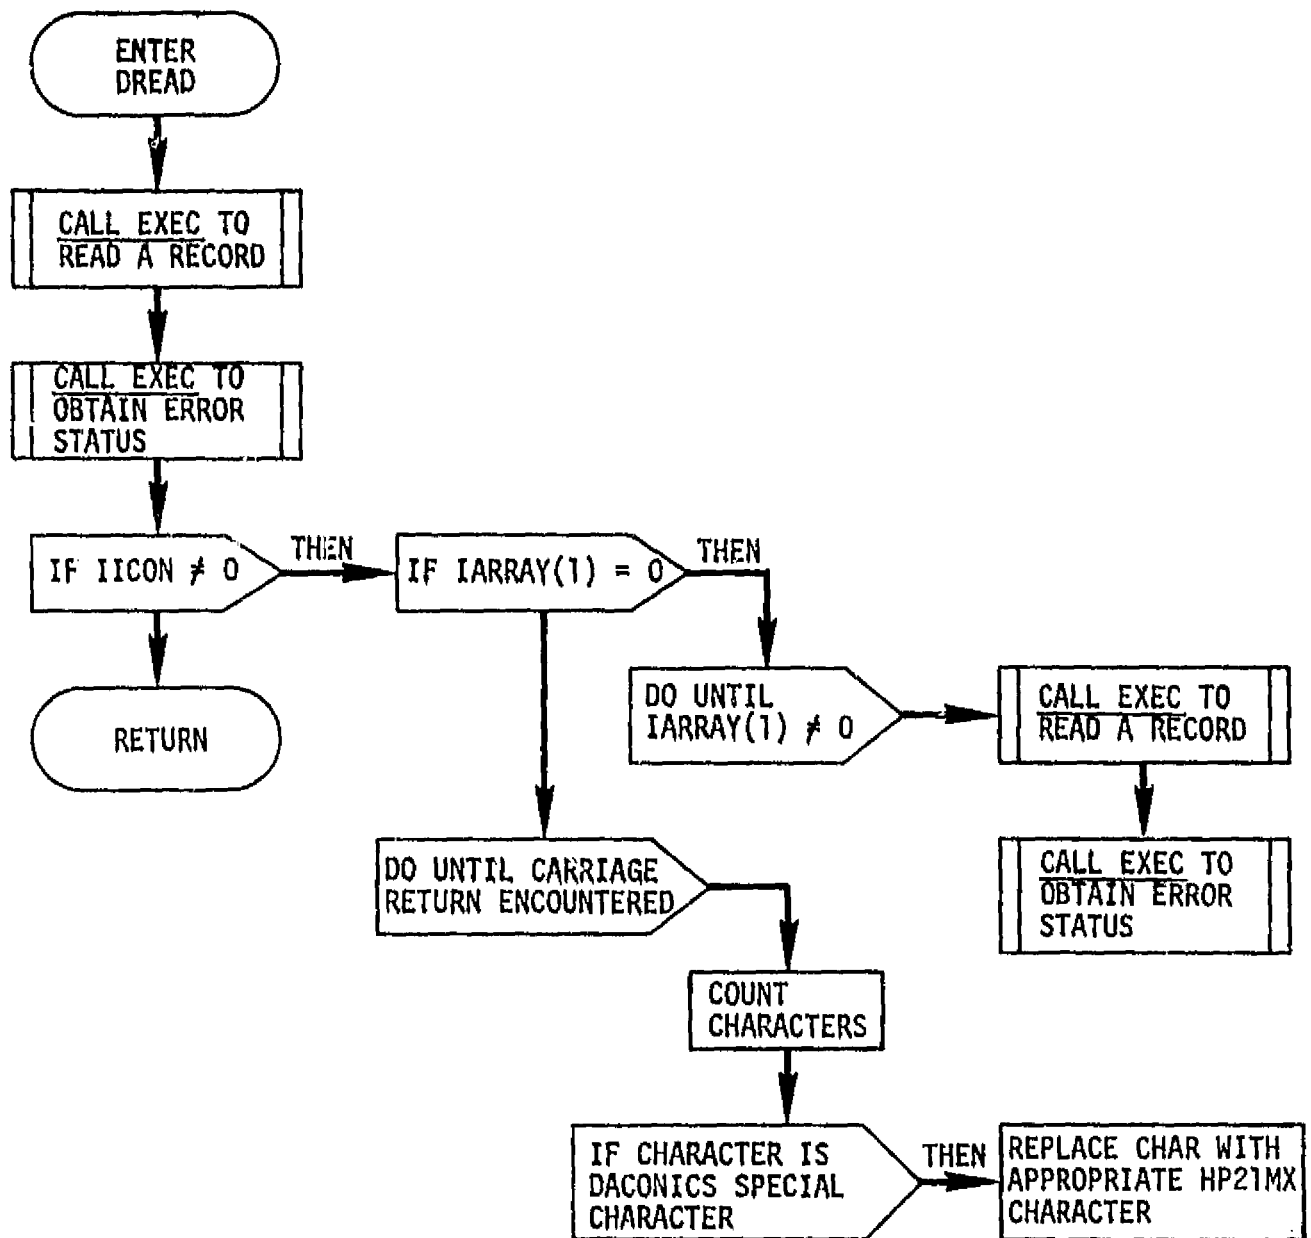 ENTER
DREAD
CALL EXEC TO
READ A RECORD
CALL EXEC TO
OBTAIN ERROR
STATUS
IF IICON ≠ 0
THEN
IF IARRAY(1) = 0
THEN
RETURN
DO UNTIL
IARRAY(1) ≠ 0
CALL EXEC TO
READ A RECORD
CALL EXEC TO
OBTAIN ERROR
STATUS
DO UNTIL CARRIAGE
RETURN ENCOUNTERED
COUNT
CHARACTERS
IF CHARACTER IS
DACONICS SPECIAL
CHARACTER
THEN
REPLACE CHAR WITH
APPROPRIATE HP21MX
CHARACTER